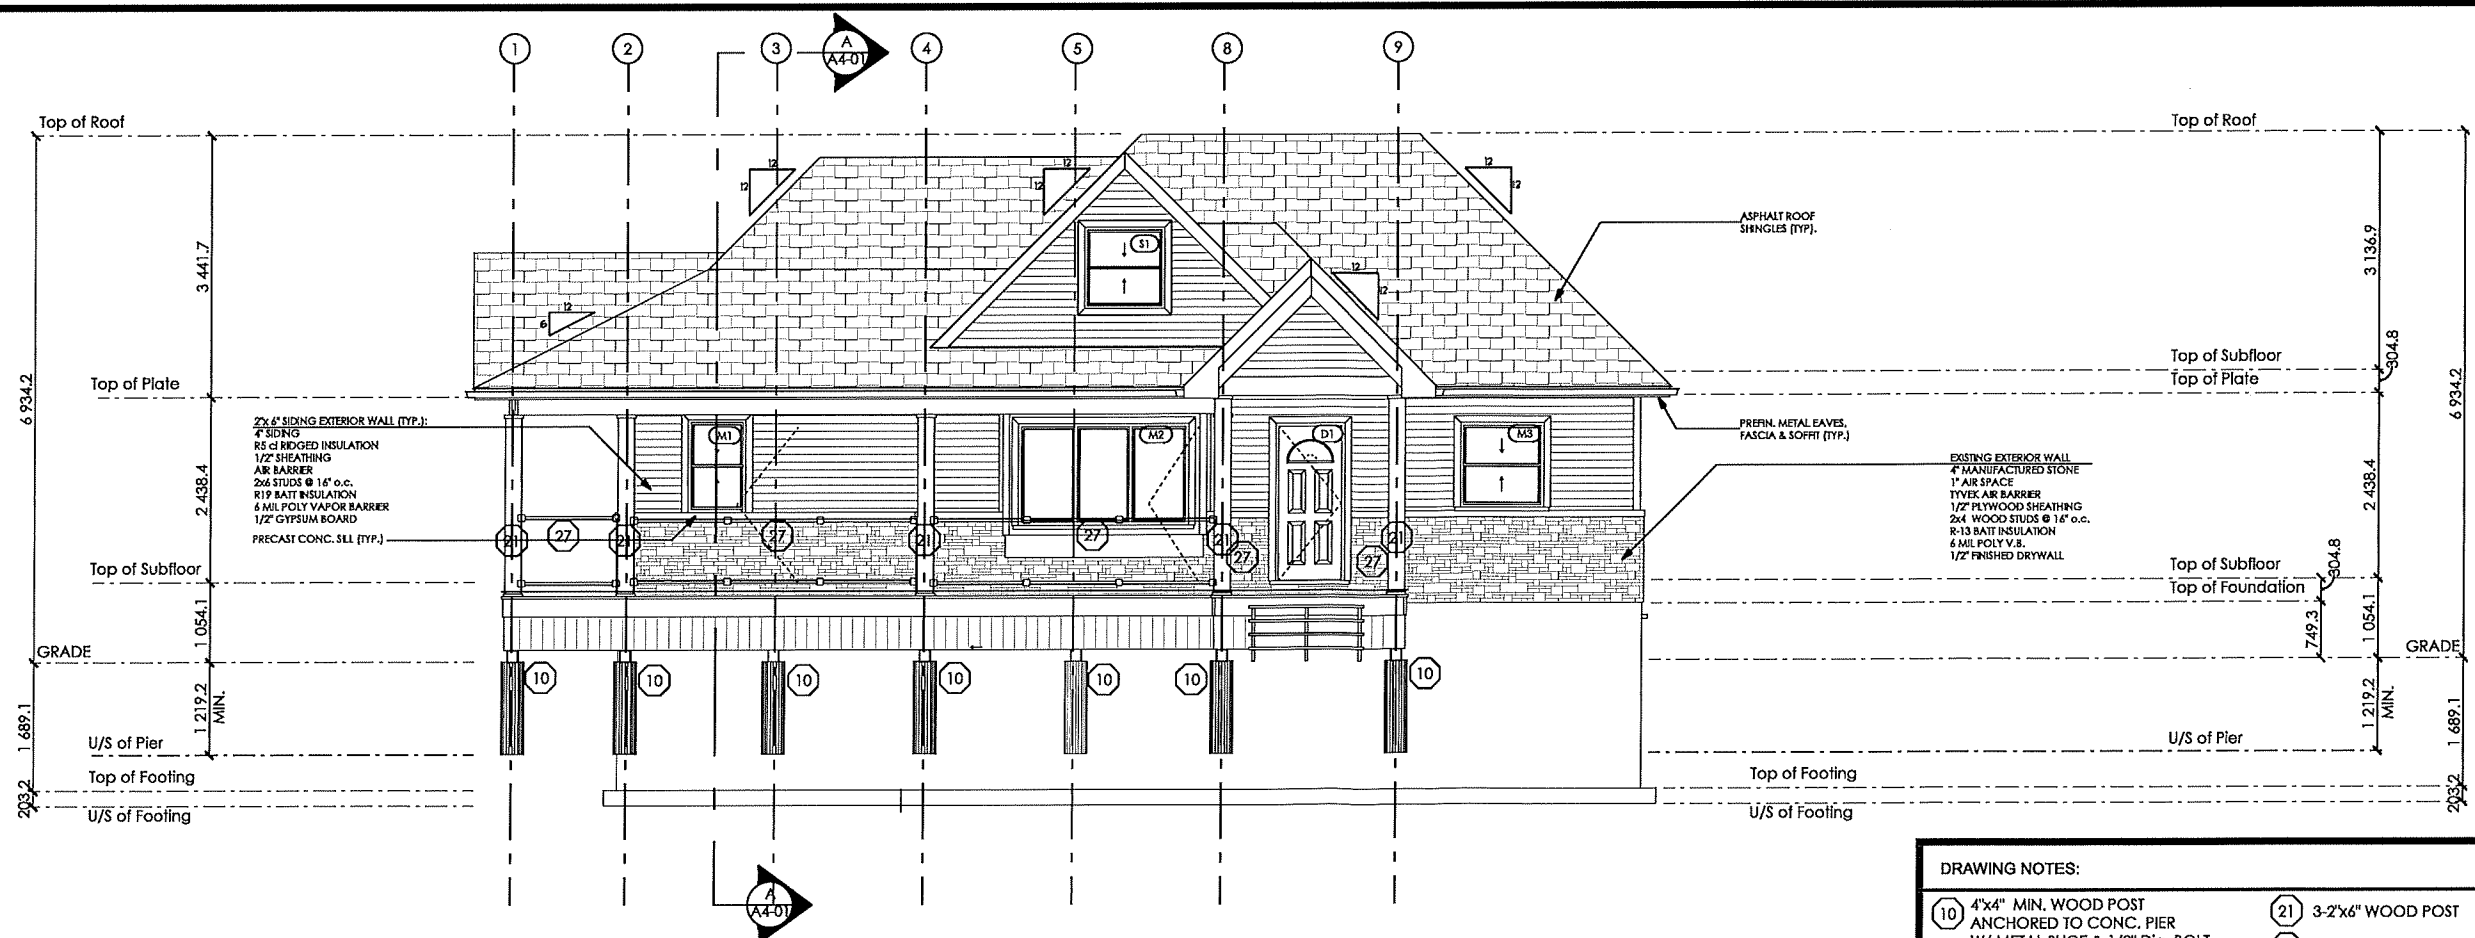 1 2 3 4 5 8 9
A
A4-01
Top of Roof
Top of Roof
12
12
12
12
12
12
12
12
12
6
S1
ASPHALT ROOF
SHINGLES (TYP).
3 441.7
3 136.9
6 934.2
6 934.2
304.8
Top of Plate
Top of Subfloor
Top of Plate
2'x 6" SIDING EXTERIOR WALL (TYP.):
4" SIDING
R5 ci RIDGED INSULATION
1/2" SHEATHING
AIR BARRIER
2x6 STUDS @ 16" o.c.
R19 BATT INSULATION
6 MIL POLY VAPOR BARRIER
1/2" GYPSUM BOARD
PRECAST CONC. SILL (TYP.)
M1
M2
D1
M3
PREFIN. METAL EAVES,
FASCIA & SOFFIT (TYP.)
EXISTING EXTERIOR WALL
4" MANUFACTURED STONE
1" AIR SPACE
TYVEK AIR BARRIER
1/2" PLYWOOD SHEATHING
2x4 WOOD STUDS @ 16" o.c.
R-13 BATT INSULATION
6 MIL POLY V.B.
1/2" FINISHED DRYWALL
2 438.4
2 438.4
21 27 21 27 21 27 21 27 27 21
Top of Subfloor
Top of Subfloor
Top of Foundation
304.8
1 054.1
749.3
1 054.1
GRADE
GRADE
10 10 10 10 10 10 10
1 219.2
MIN.
1 219.2
MIN.
1 689.1
1 689.1
U/S of Pier
U/S of Pier
Top of Footing
Top of Footing
203.2
203.2
U/S of Footing
U/S of Footing
A
A4-01
DRAWING NOTES:
10 4"x4" MIN. WOOD POST
ANCHORED TO CONC. PIER
W/ METAL SHOE & 1/2" Dia. BOLT
21 3-2"x6" WOOD POST